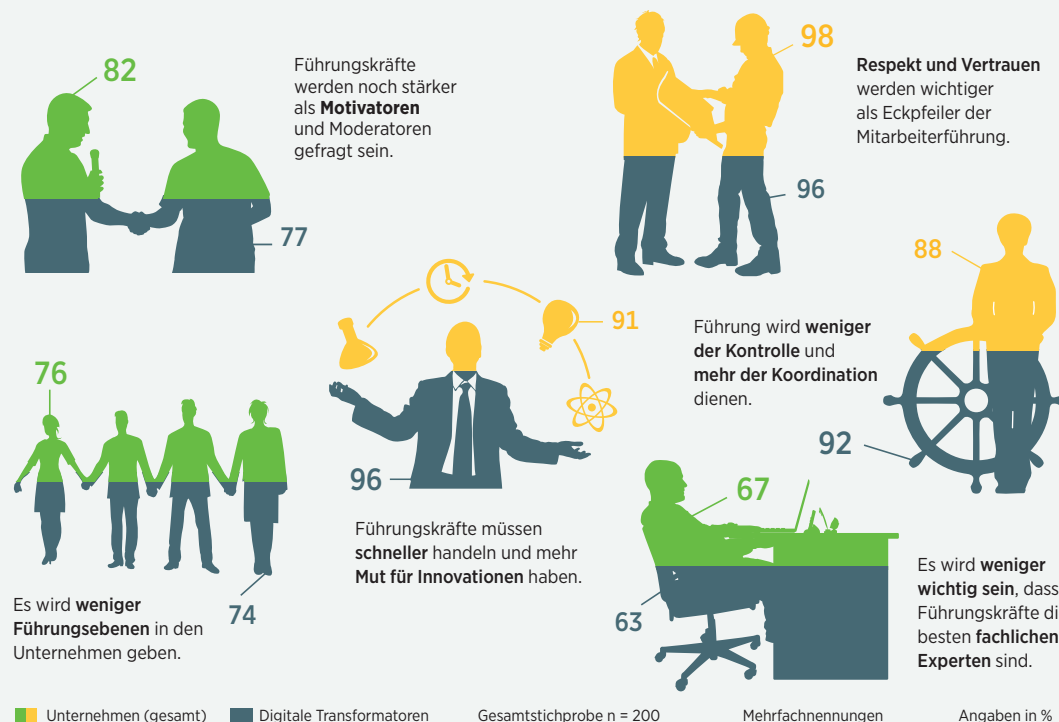 82
Führungskräfte
werden noch stärker
als Motivatoren
und Moderatoren
gefragt sein.
77
98
Respekt und Vertrauen
werden wichtiger
als Eckpfeiler der
Mitarbeiterführung.
96
76
74
Es wird weniger
Führungsebenen in den
Unternehmen geben.
91
96
Führungskräfte müssen
schneller handeln und mehr
Mut für Innovationen haben.
88
Führung wird weniger
der Kontrolle und
mehr der Koordination
dienen.
92
67
63
Es wird weniger
wichtig sein, dass
Führungskräfte di
besten fachlichen
Experten sind.
Unternehmen (gesamt) Digitale Transformatoren Gesamtstichprobe n = 200 Mehrfachnennungen Angaben in %